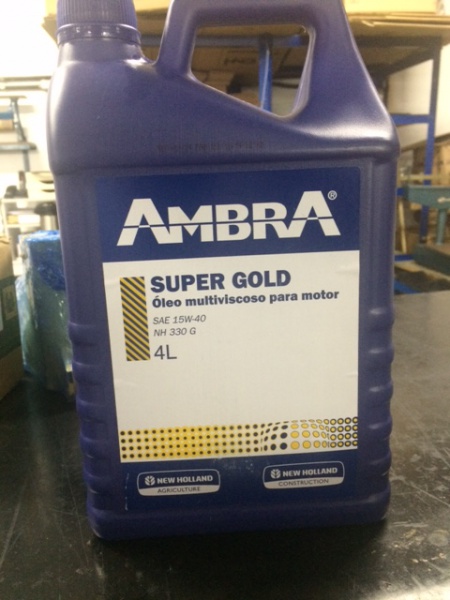 AMBRA®
SUPER GOLD
Óleo multiviscoso para motor
SAE 15W-40
NH 330 G
4L
NEW HOLLAND
AGRICULTURE
NEW HOLLAND
CONSTRUCTION